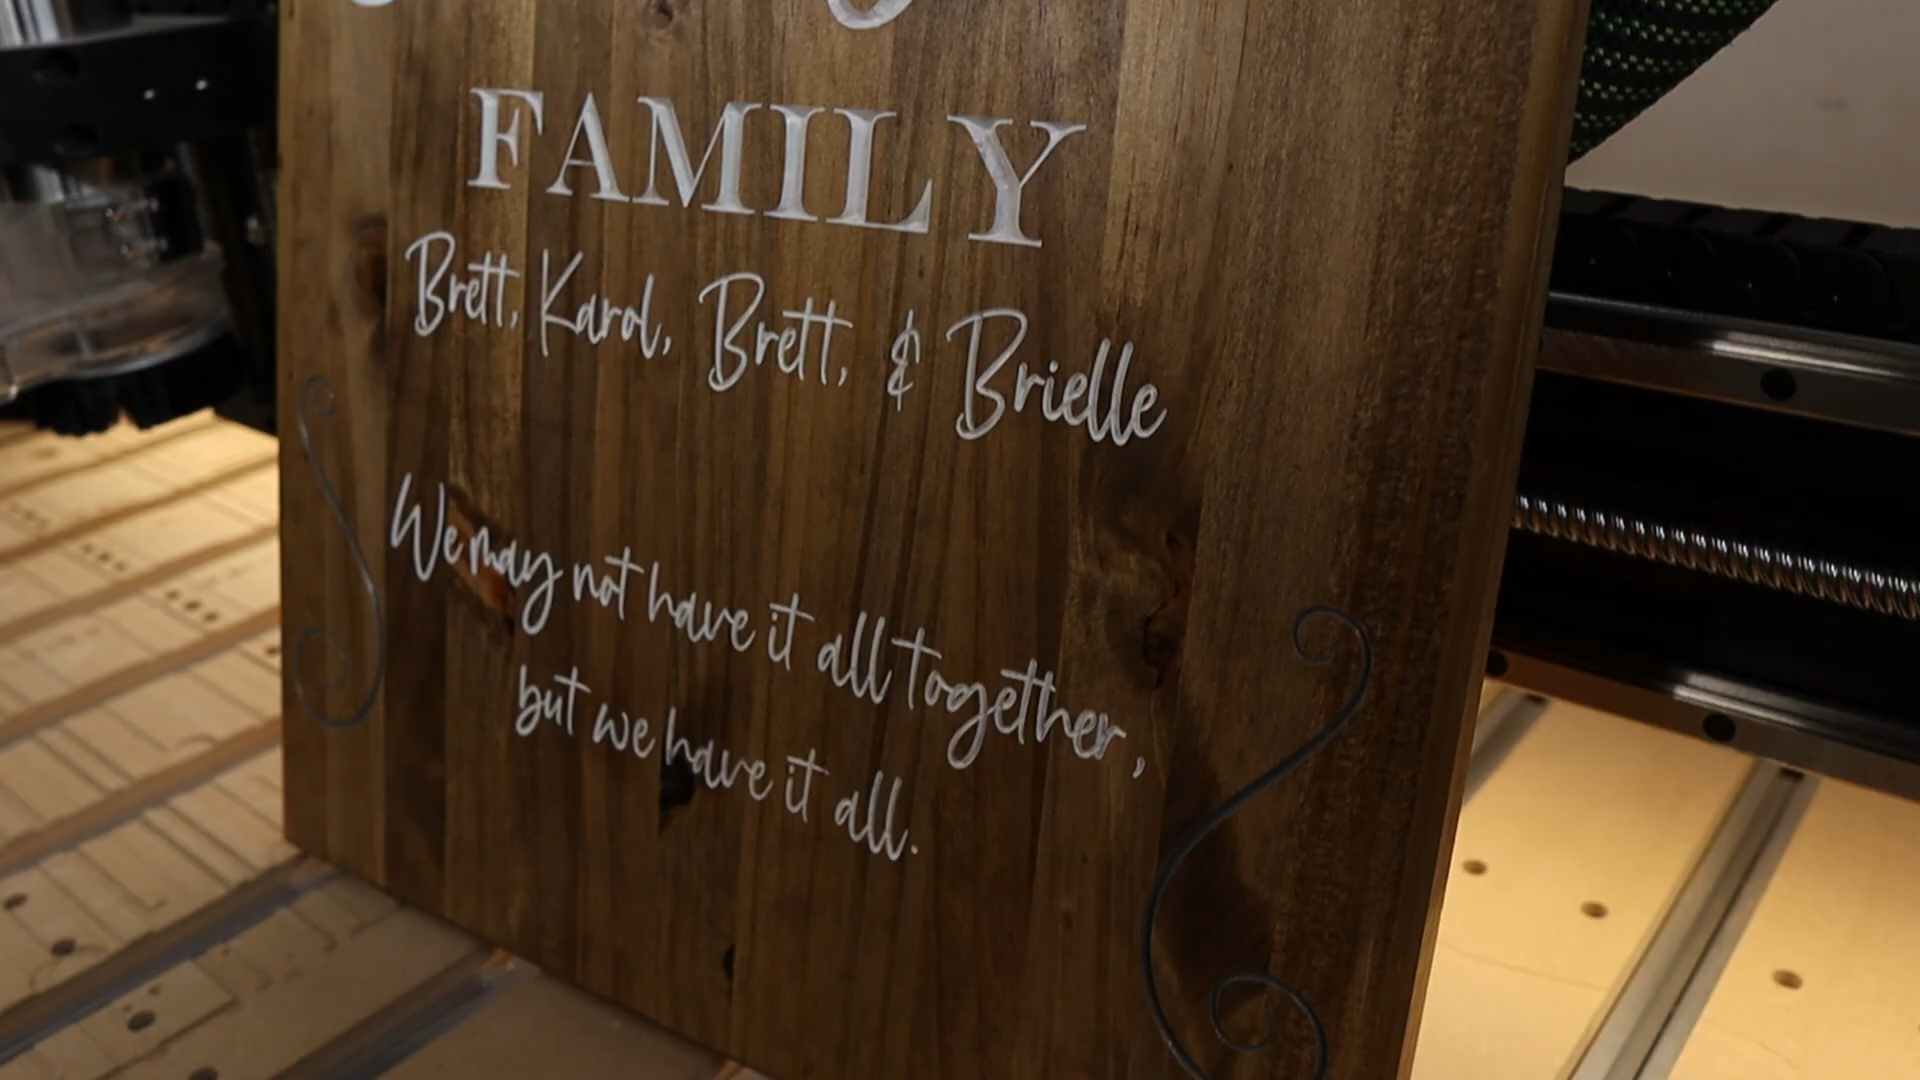 FAMILY
Brett, Karol, Brett, & Brielle
We may not have it all together,
but we have it all.